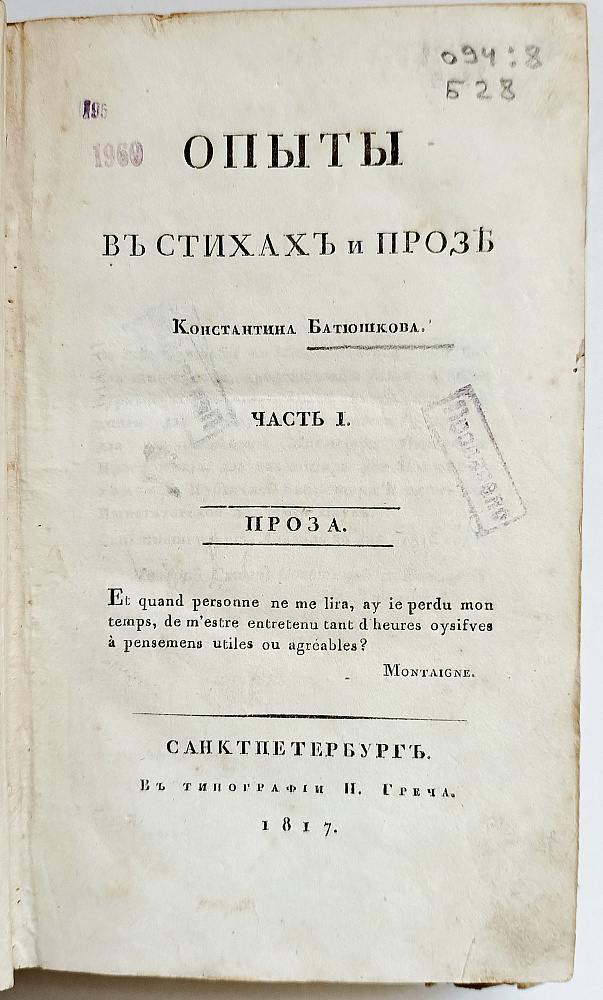 094:8
Б28
195
1960
ОПЫТЫ
ВЪ СТИХАХЪ и ПРОЗѢ
Константина Батюшкова.
ЧАСТЬ I.
ПРОЗА.
Et quand personne ne me lira, ay ie perdu mon
temps, de m'estre entretenu tant d'heures oysifves
à pensemens utiles ou agréables?
Montaigne.
САНКТПЕТЕРБУРГЪ.
Въ типографіи Н. Греча.
1817.